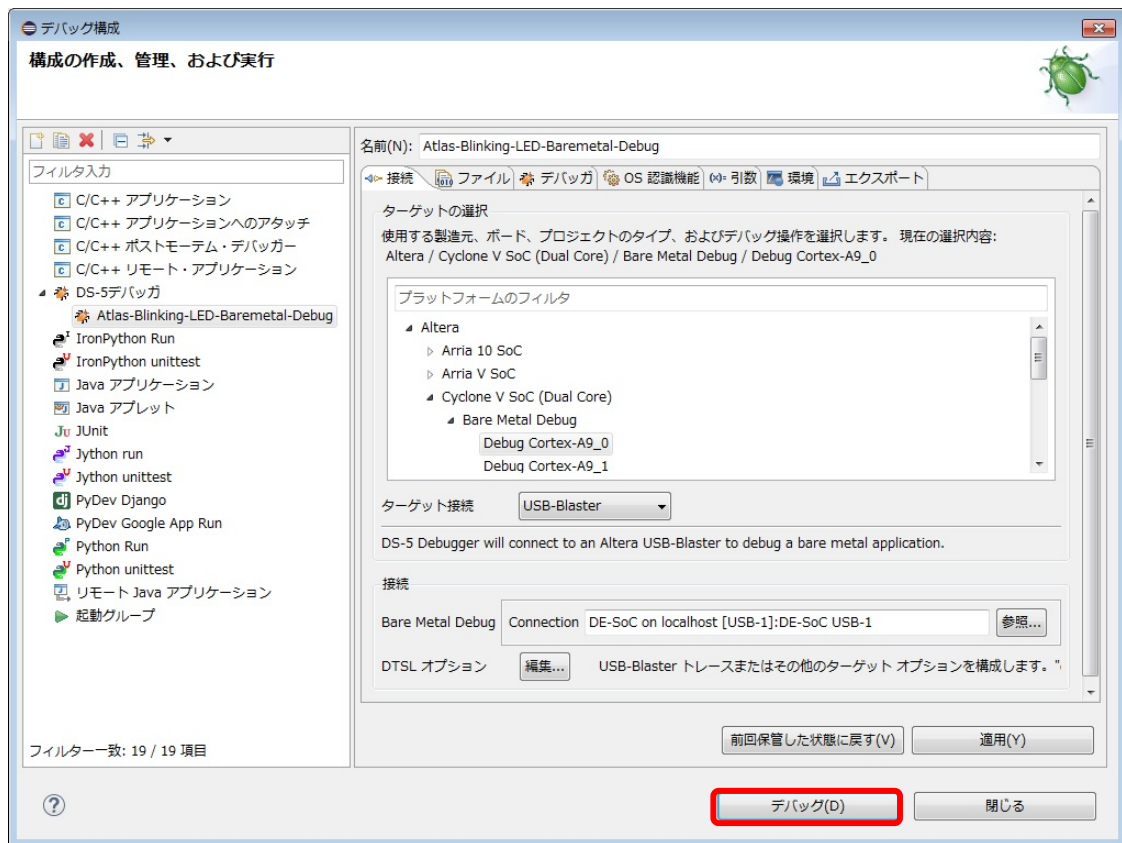 デバッグ構成
構成の作成、管理、および実行
フィルタ入力
C/C++ アプリケーション
C/C++ アプリケーションへのアタッチ
C/C++ ポストモーテム・デバッガー
C/C++ リモート・アプリケーション
DS-5デバッガ
Atlas-Blinking-LED-Baremetal-Debug
IronPython Run
IronPython unittest
Java アプリケーション
Java アプレット
JUnit
Jython run
Jython unittest
PyDev Django
PyDev Google App Run
Python Run
Python unittest
リモート Java アプリケーション
起動グループ
フィルター一致: 19 / 19 項目
名前(N): Atlas-Blinking-LED-Baremetal-Debug
接続 ファイル デバッガ OS 認識機能 引数 環境 エクスポート
ターゲットの選択
使用する製造元、ボード、プロジェクトのタイプ、およびデバッグ操作を選択します。 現在の選択内容:
Altera / Cyclone V SoC (Dual Core) / Bare Metal Debug / Debug Cortex-A9_0
プラットフォームのフィルタ
Altera
Arria 10 SoC
Arria V SoC
Cyclone V SoC (Dual Core)
Bare Metal Debug
Debug Cortex-A9_0
Debug Cortex-A9_1
ターゲット接続 USB-Blaster
DS-5 Debugger will connect to an Altera USB-Blaster to debug a bare metal application.
接続
Bare Metal Debug Connection DE-SoC on localhost [USB-1]:DE-SoC USB-1 参照...
DTSL オプション 編集... USB-Blaster トレースまたはその他のターゲット オプションを構成します。"
前回保管した状態に戻す(V) 適用(Y)
デバッグ(D) 閉じる